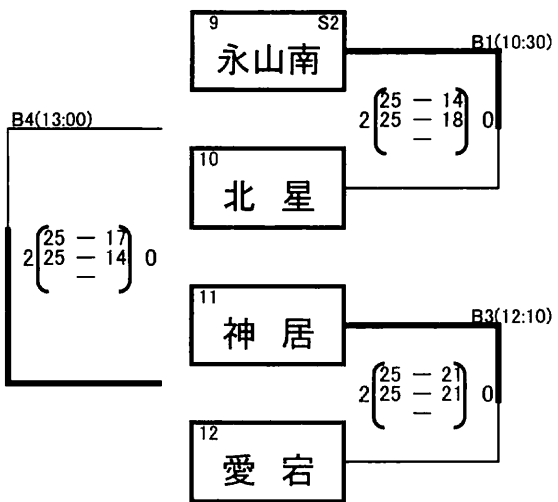 9 S2
永山南
B1(10:30)
2 25 — 14 0
25 — 18
—
B4(13:00)
10
北星
2 25 — 17 0
25 — 14
—
11
神居
B3(12:10)
2 25 — 21 0
25 — 21
—
12
愛宕